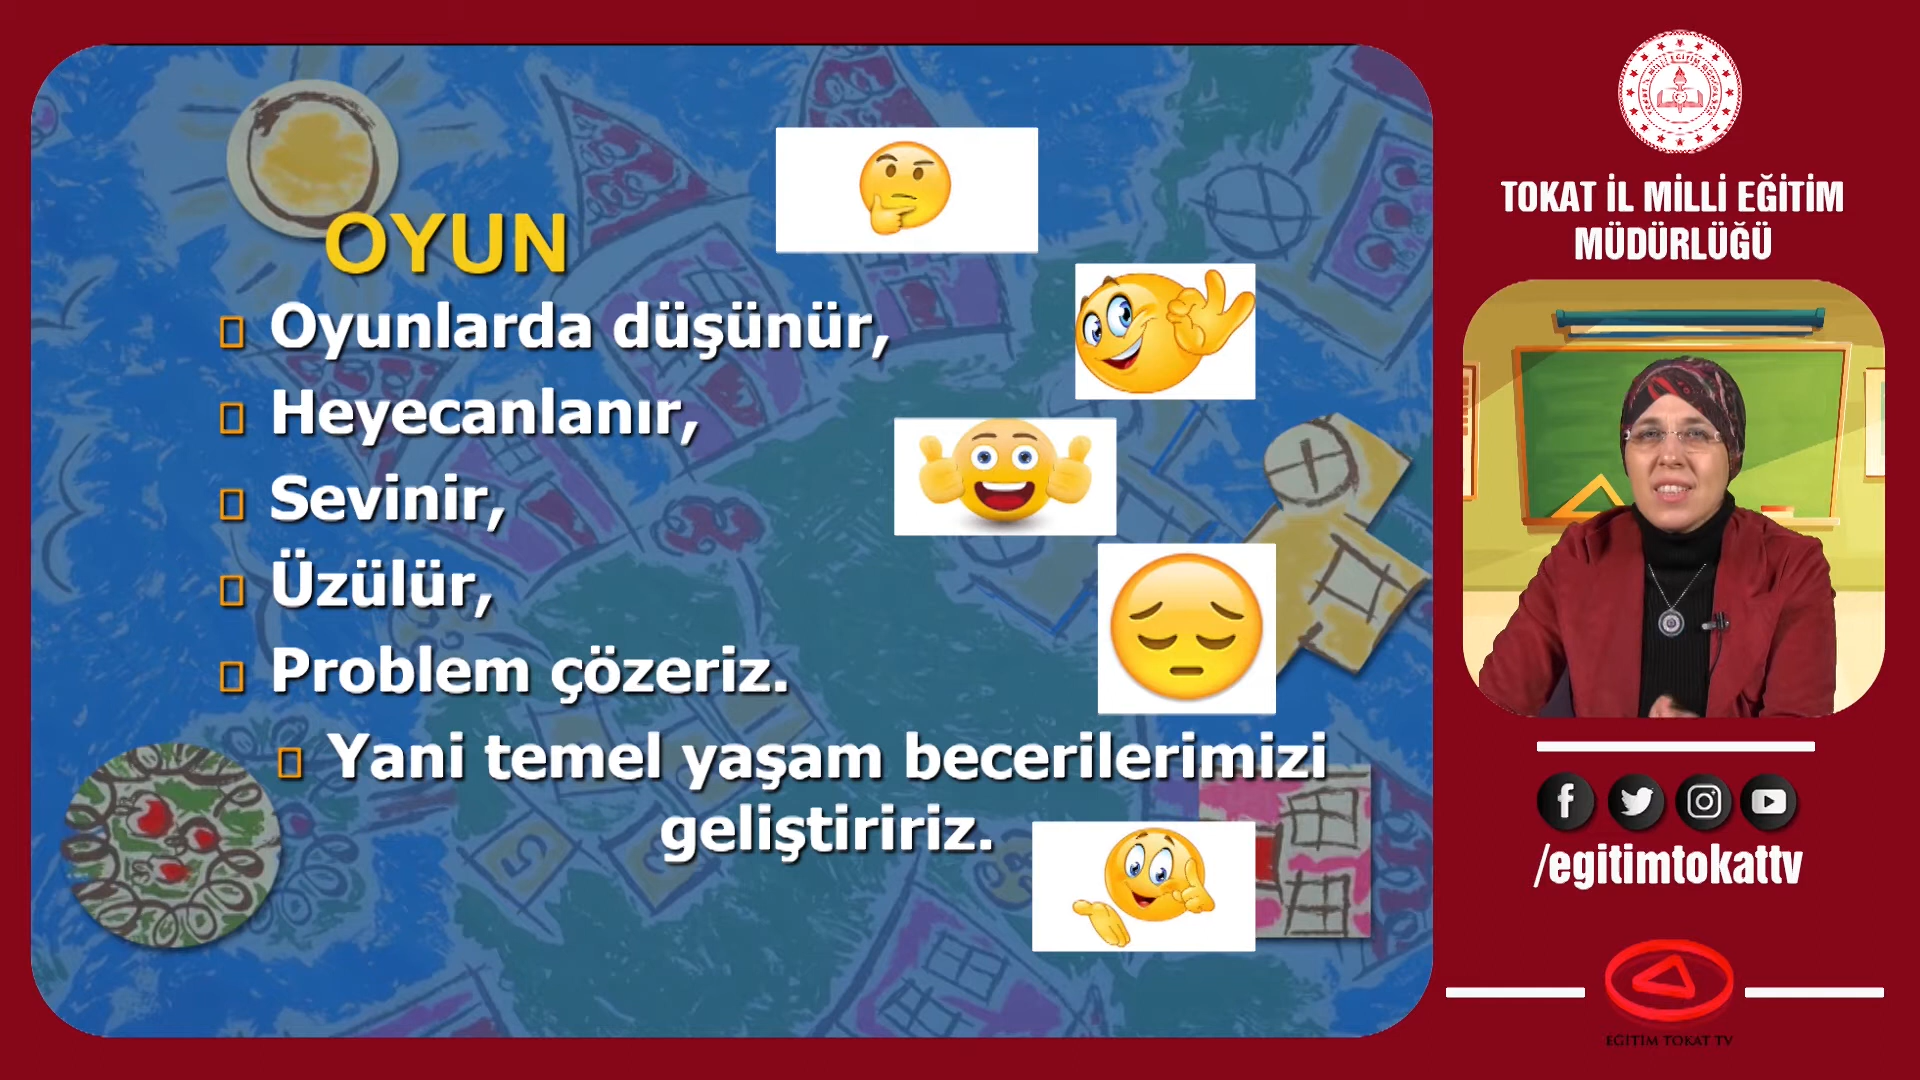 OYUN
Oyunlarda düşünür,
Heyecanlanır,
Sevinir,
Üzülür,
Problem çözeriz.
Yani temel yaşam becerilerimizi
geliştiririz.
TOKAT İL MİLLİ EĞİTİM
MÜDÜRLÜĞÜ
/egitimtokattv
EĞİTİM TOKAT TV